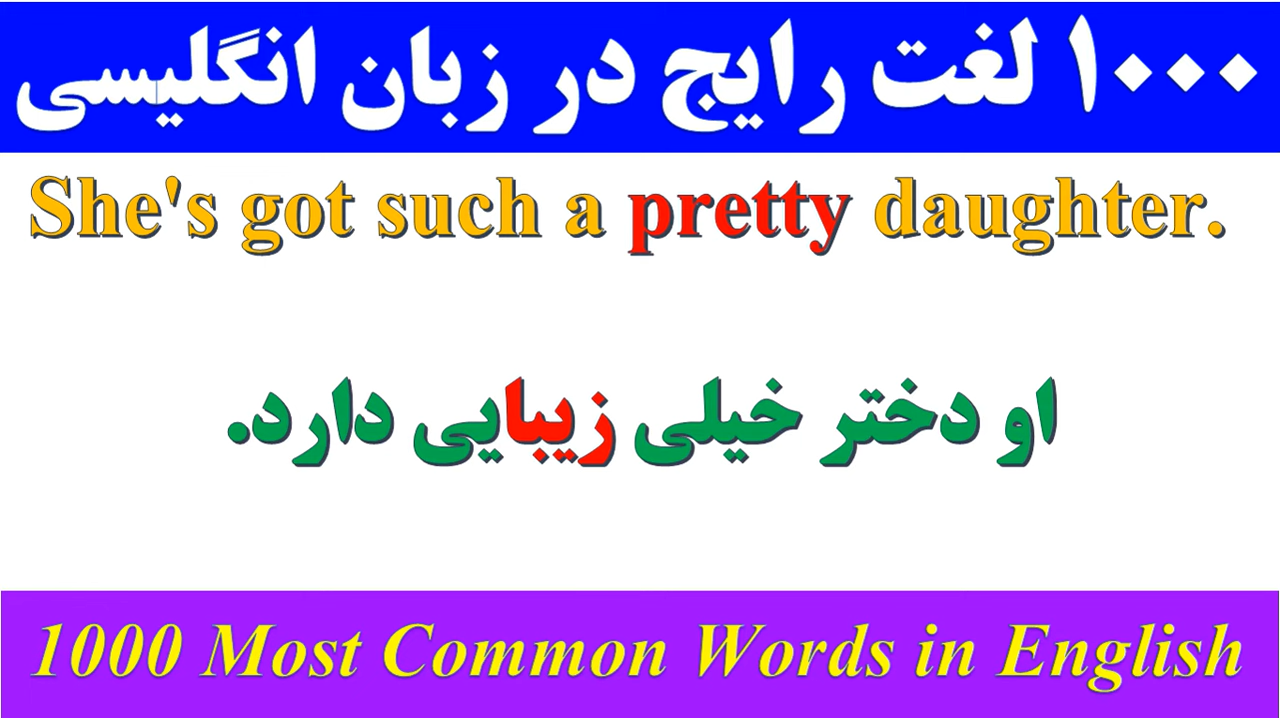 ۱۰۰۰ لغت رایج در زبان انگلیسی
She's got such a pretty daughter.
او دختر خیلی زیبایی دارد.
1000 Most Common Words in English